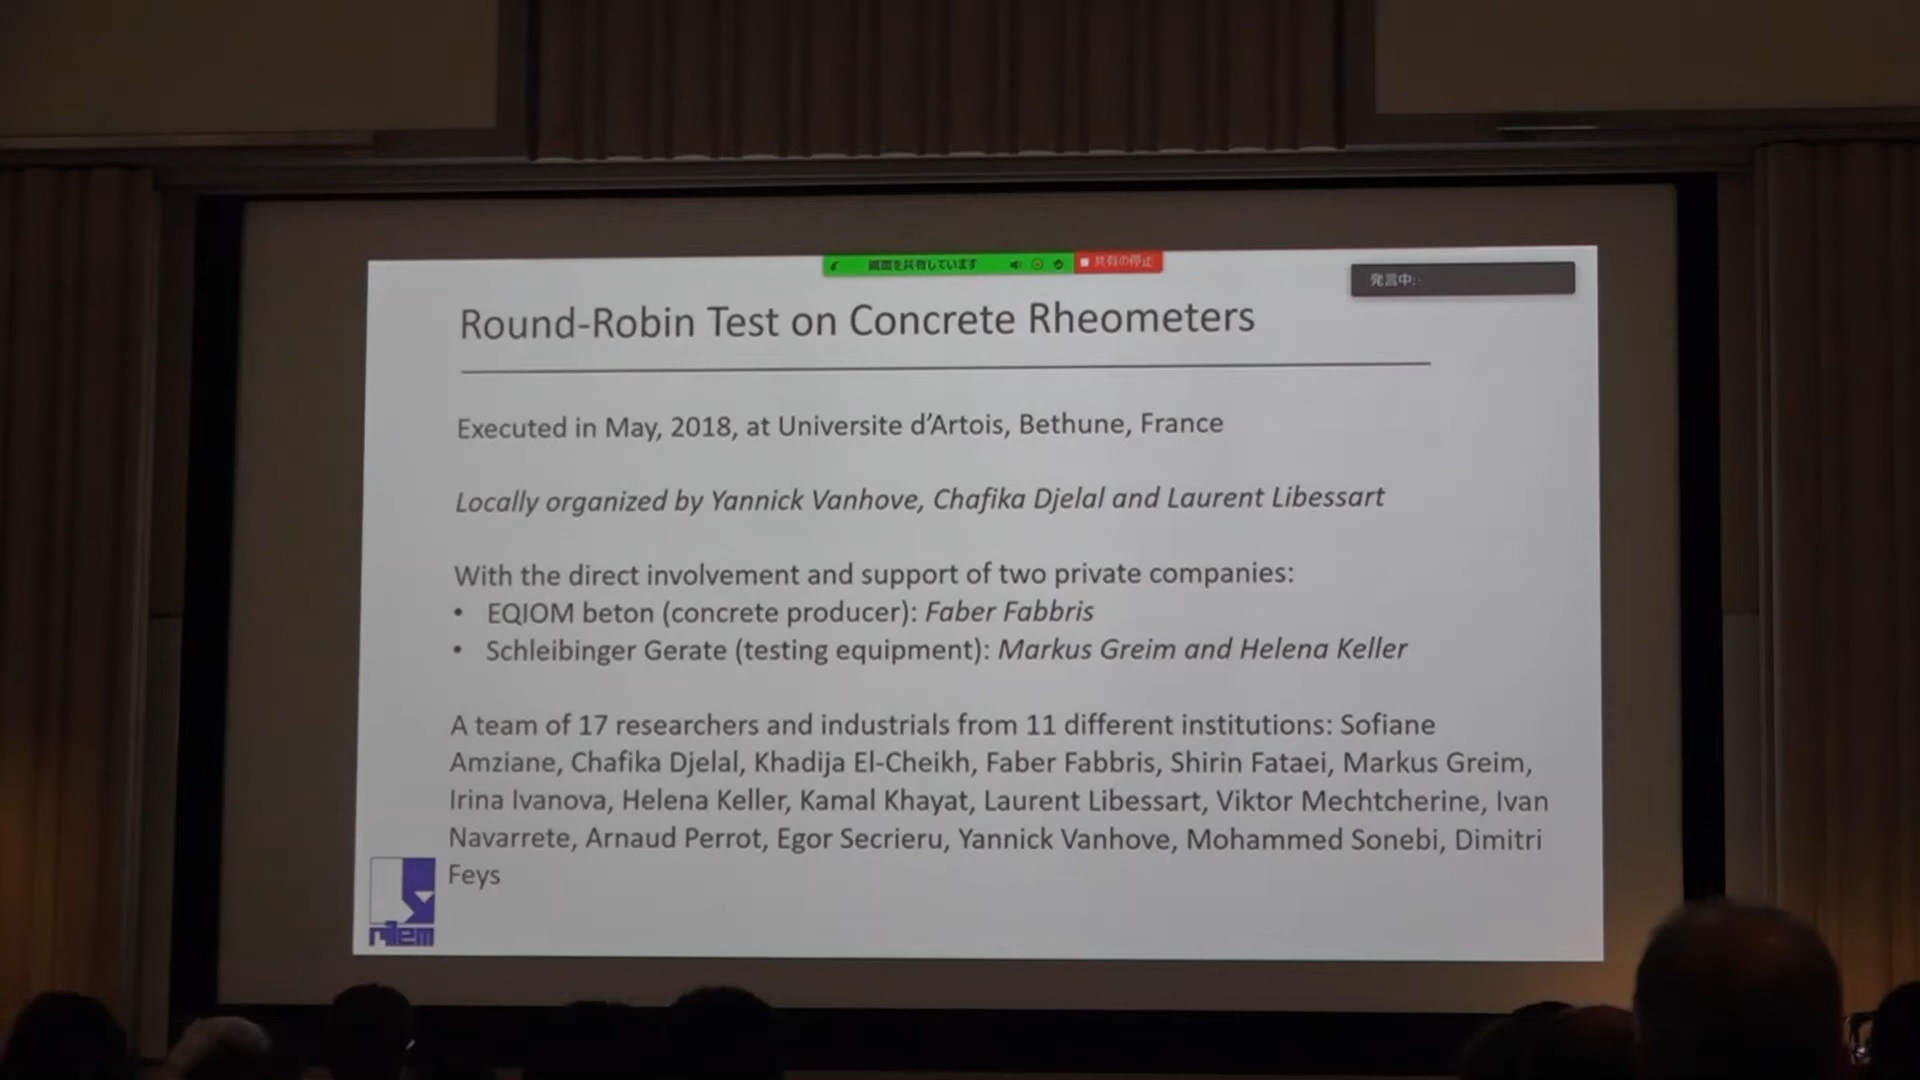 画面を共有しています
共有の停止
発言中:
Round-Robin Test on Concrete Rheometers
Executed in May, 2018, at Universite d’Artois, Bethune, France
Locally organized by Yannick Vanhove, Chafika Djelal and Laurent Libessart
With the direct involvement and support of two private companies:
• EQIOM beton (concrete producer): Faber Fabbris
• Schleibinger Gerate (testing equipment): Markus Greim and Helena Keller
A team of 17 researchers and industrials from 11 different institutions: Sofiane
Amziane, Chafika Djelal, Khadija El-Cheikh, Faber Fabbris, Shirin Fataei, Markus Greim,
Irina Ivanova, Helena Keller, Kamal Khayat, Laurent Libessart, Viktor Mechtcherine, Ivan
Navarrete, Arnaud Perrot, Egor Secrieru, Yannick Vanhove, Mohammed Sonebi, Dimitri
Feys
rilem